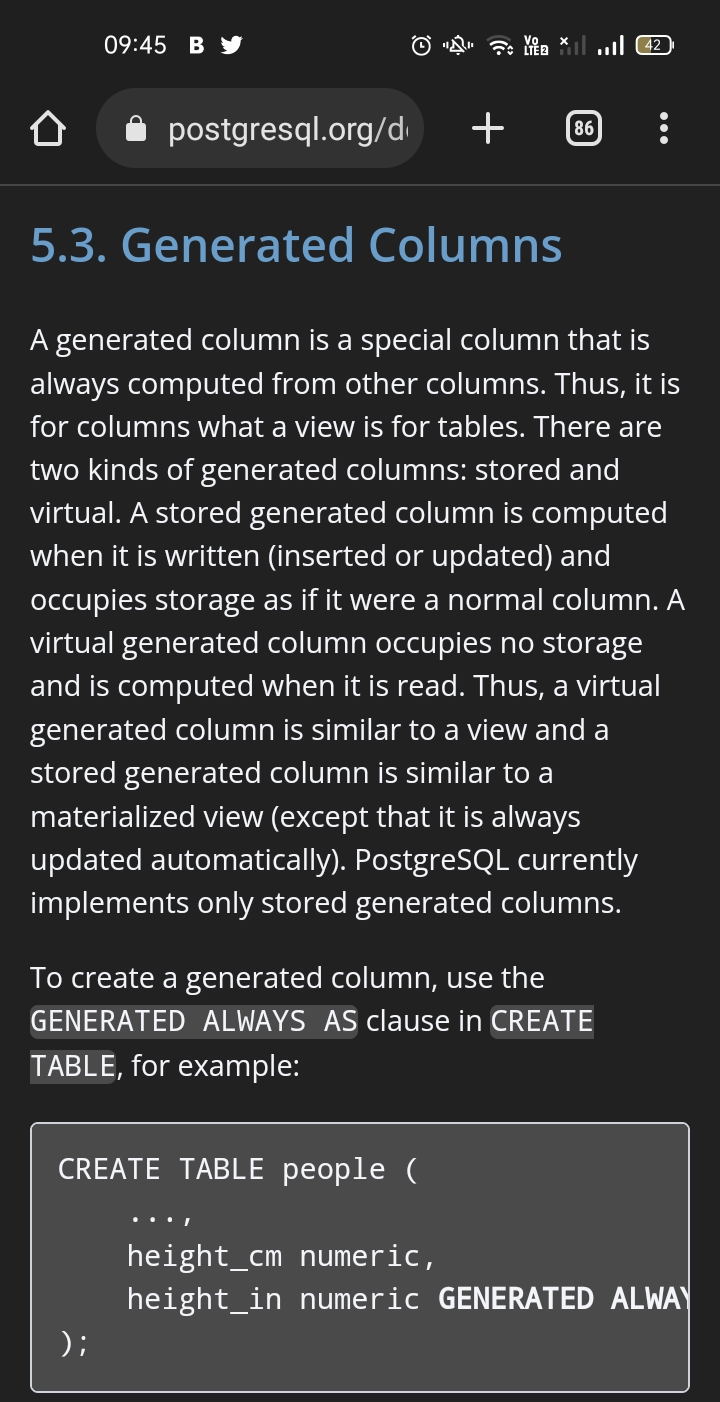 09:45 B Vo LTE2 42
postgresql.org/d
86
5.3. Generated Columns
A generated column is a special column that is
always computed from other columns. Thus, it is
for columns what a view is for tables. There are
two kinds of generated columns: stored and
virtual. A stored generated column is computed
when it is written (inserted or updated) and
occupies storage as if it were a normal column. A
virtual generated column occupies no storage
and is computed when it is read. Thus, a virtual
generated column is similar to a view and a
stored generated column is similar to a
materialized view (except that it is always
updated automatically). PostgreSQL currently
implements only stored generated columns.
To create a generated column, use the
GENERATED ALWAYS AS clause in CREATE
TABLE, for example:
CREATE TABLE people (
    ...,
    height_cm numeric,
    height_in numeric GENERATED ALWAY
);